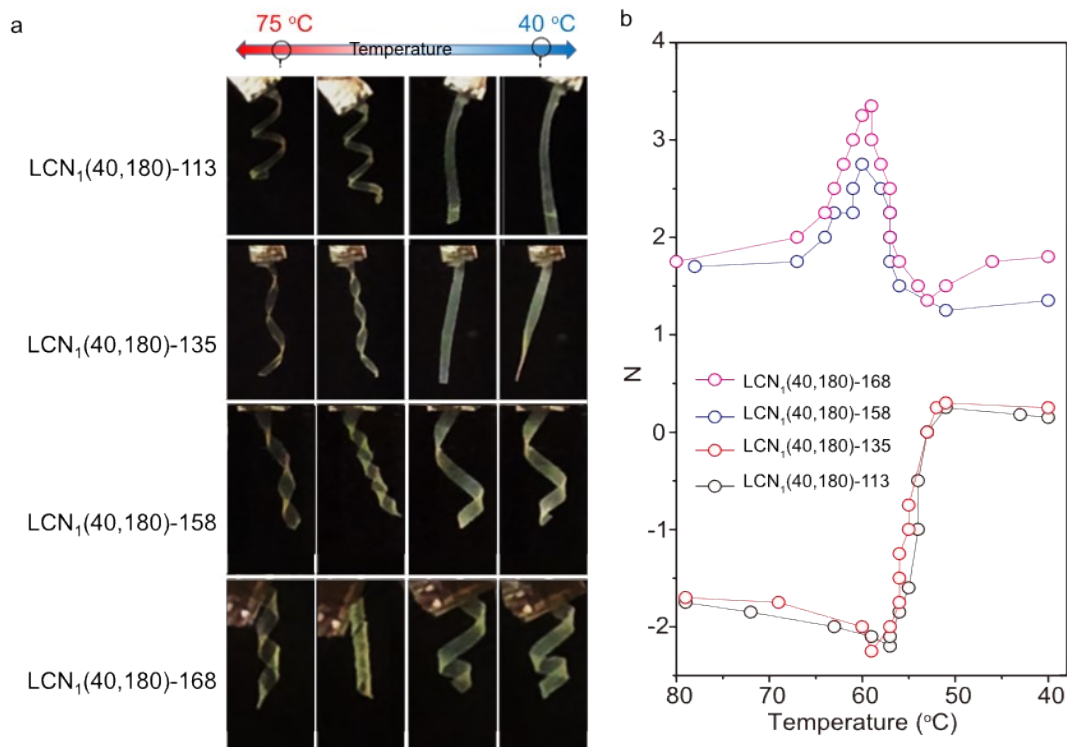 a
75 °C
40 °C
Temperature
LCN₁(40,180)-113
LCN₁(40,180)-135
LCN₁(40,180)-158
LCN₁(40,180)-168
b
4
3
2
1
0
-1
-2
N
LCN₁(40,180)-168
LCN₁(40,180)-158
LCN₁(40,180)-135
LCN₁(40,180)-113
80 70 60 50 40
Temperature (°C)